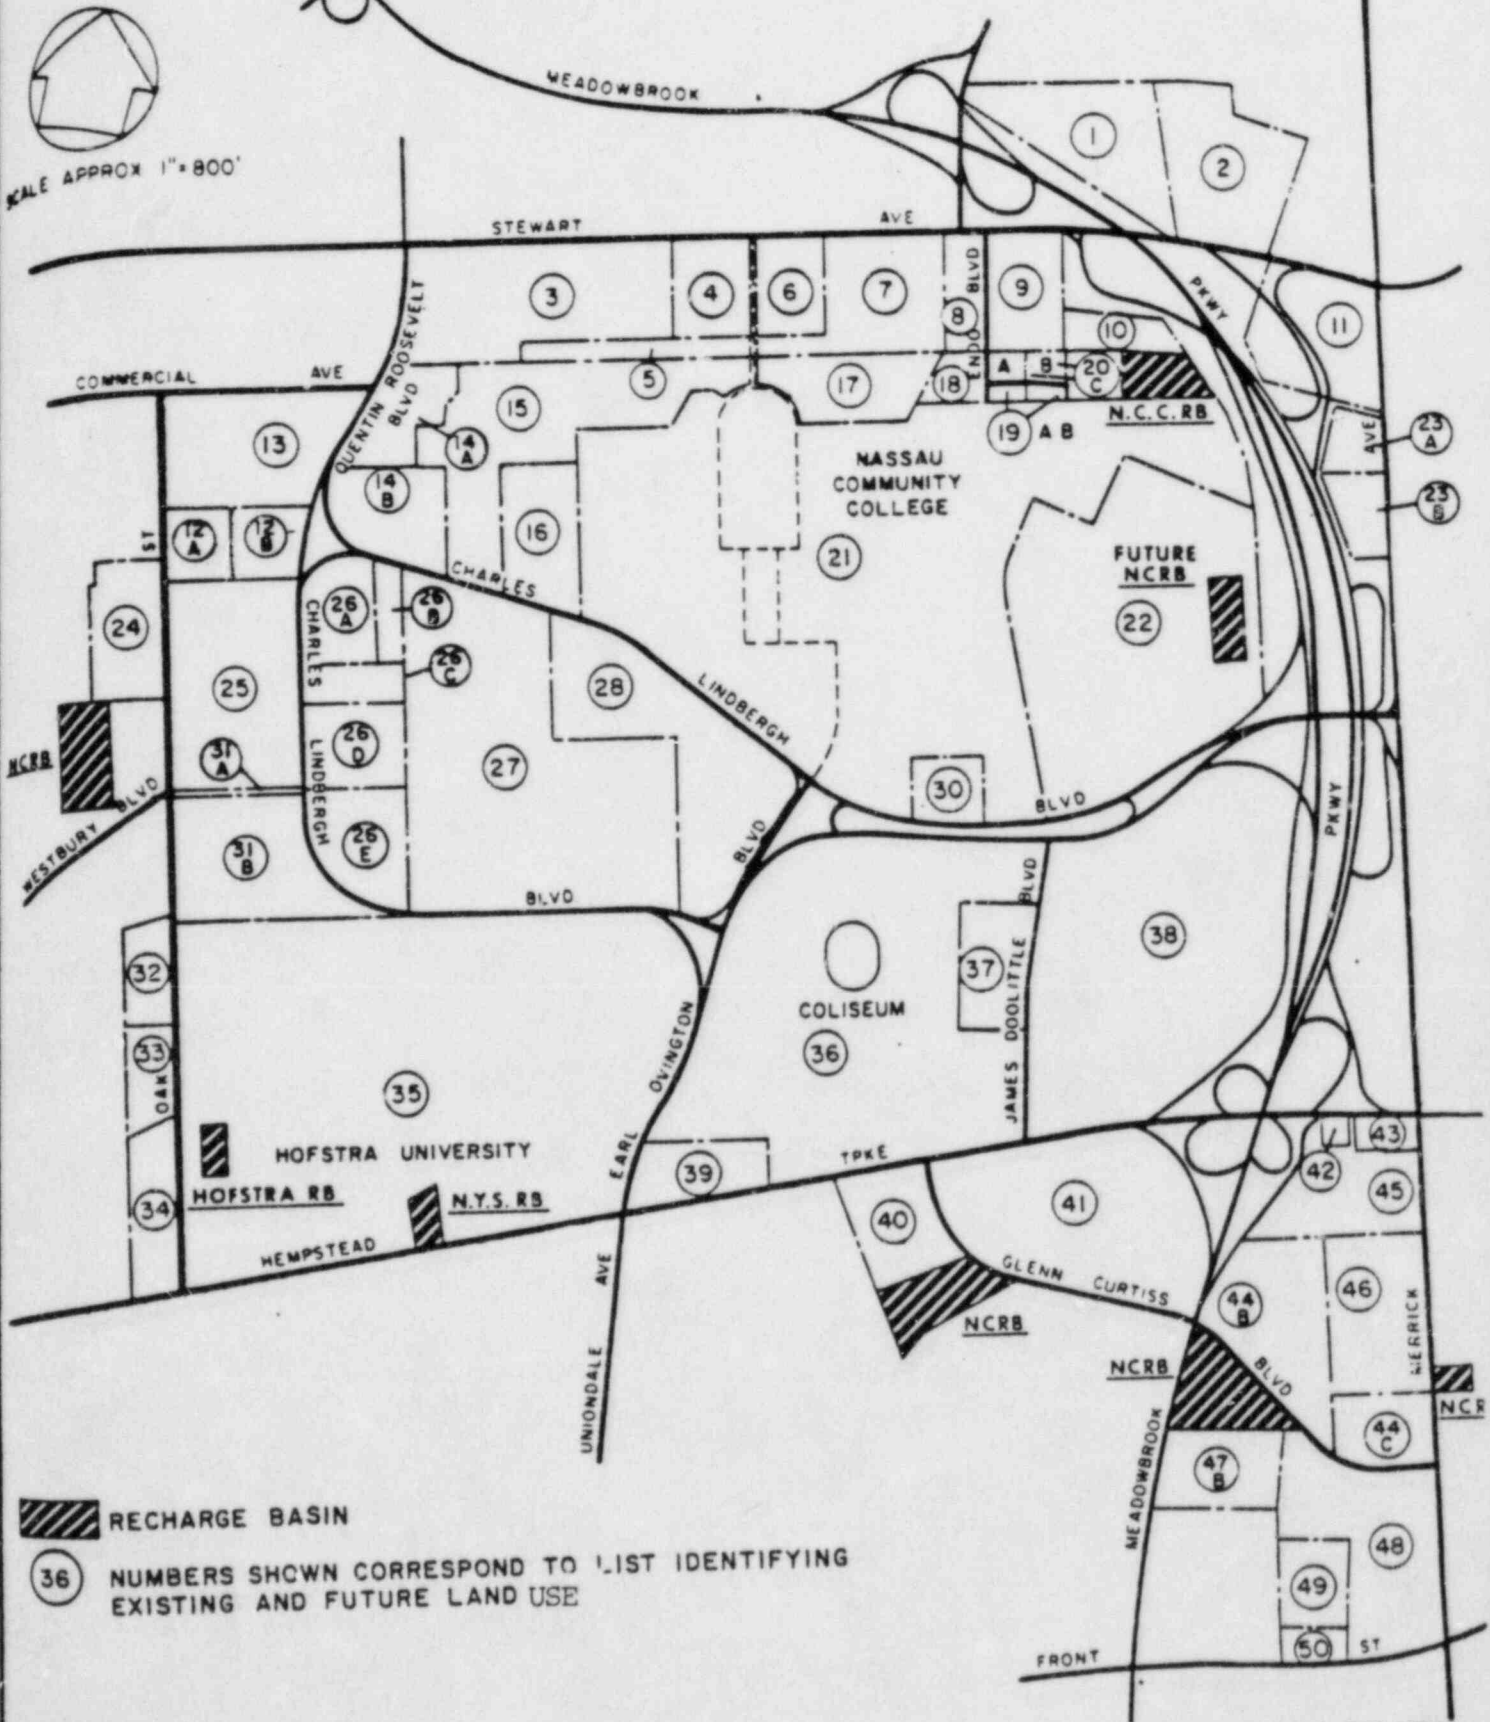 MEADOWBROOK
SCALE APPROX 1"=800'
1
2
STEWART
AVE
3
4
6
7
8
ENDO BLVD
9
10
PKWY
11
COMMERCIAL
AVE
QUENTIN ROOSEVELT
BLVD
5
15
17
18
A
B
20
C
N.C.C. RB
19 A B
13
14
A
14
B
16
NASSAU
COMMUNITY
COLLEGE
21
AVE
23
A
23
B
ST
12
A
12
B
CHARLES
FUTURE
NCRB
22
24
25
CHARLES
26
A
26
B
26
C
28
LINDBERGH
NCRB
31
A
LINDBERGH
26
D
27
30
BLVD
PKWY
WESTBURY BLVD
31
B
26
E
BLVD
BLVD
BLVD
32
33
OAK
34
35
HOFSTRA UNIVERSITY
HOFSTRA RB
N.Y.S. RB
HEMPSTEAD
OVINGTON
EARL
COLISEUM
36
37
JAMES DOOLITTLE
38
39
TPKE
40
41
42
43
45
GLENN CURTISS
NCRB
AVE
UNIONDALE
44
B
46
MERRICK
NCRB
BLVD
NCR
44
C
MEADOWBROOK
47
B
48
49
50
FRONT
ST
RECHARGE BASIN
36
NUMBERS SHOWN CORRESPOND TO LIST IDENTIFYING
EXISTING AND FUTURE LAND USE